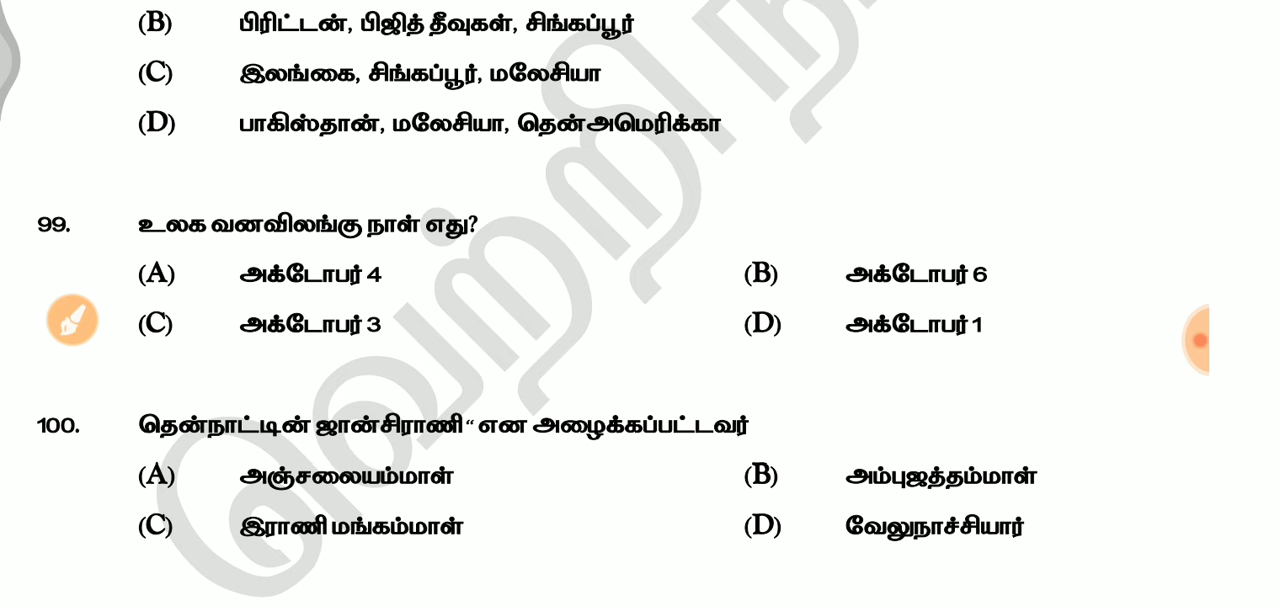 (B) பிரிட்டன், பிஜித் தீவுகள், சிங்கப்பூர்
(C) இலங்கை, சிங்கப்பூர், மலேசியா
(D) பாகிஸ்தான், மலேசியா, தென்அமெரிக்கா
99. உலக வனவிலங்கு நாள் எது?
(A) அக்டோபர் 4 (B) அக்டோபர் 6
(C) அக்டோபர் 3 (D) அக்டோபர் 1
100. தென்நாட்டின் ஜான்சிராணி“ என அழைக்கப்பட்டவர்
(A) அஞ்சலையம்மாள் (B) அம்புஜத்தம்மாள்
(C) இராணி மங்கம்மாள் (D) வேலுநாச்சியார்